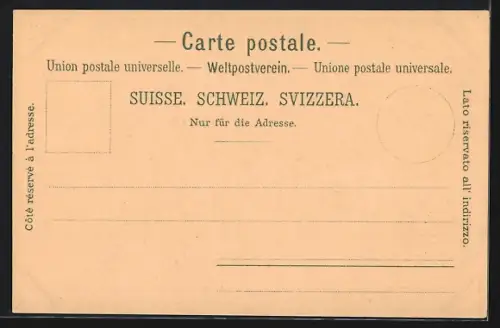 — Carte postale. —
Union postale universelle. — Weltpostverein. — Unione postale universale.
SUISSE. SCHWEIZ. SVIZZERA.
Nur für die Adresse.
Côté réservé à l'adresse.
Lato riservato all' indirizzo.